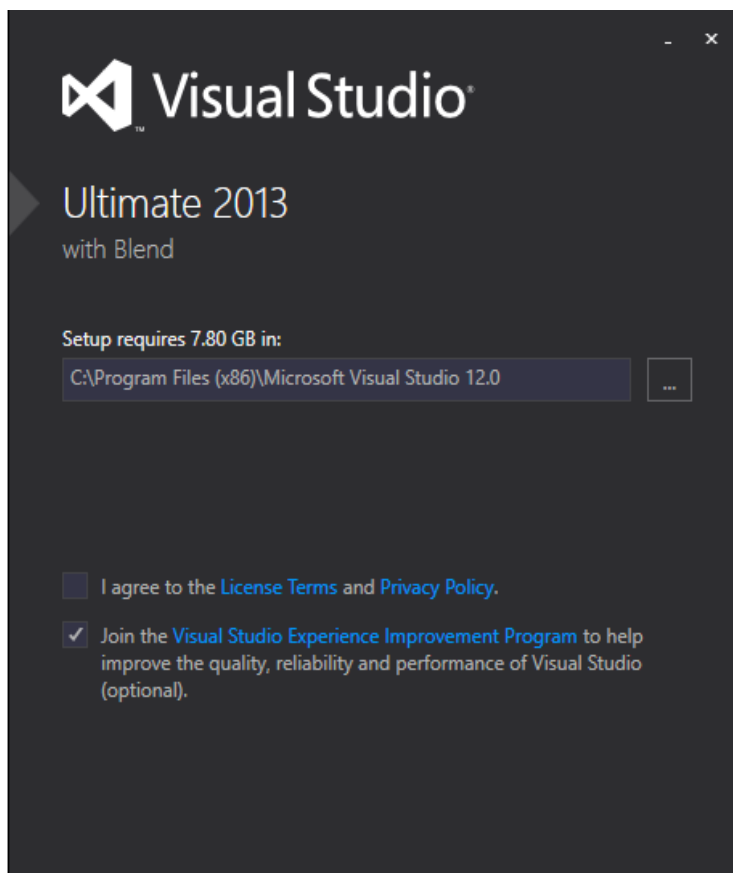 Visual Studio®
™
Ultimate 2013
with Blend
Setup requires 7.80 GB in:
C:\Program Files (x86)\Microsoft Visual Studio 12.0
...
I agree to the License Terms and Privacy Policy.
Join the Visual Studio Experience Improvement Program to help
improve the quality, reliability and performance of Visual Studio
(optional).